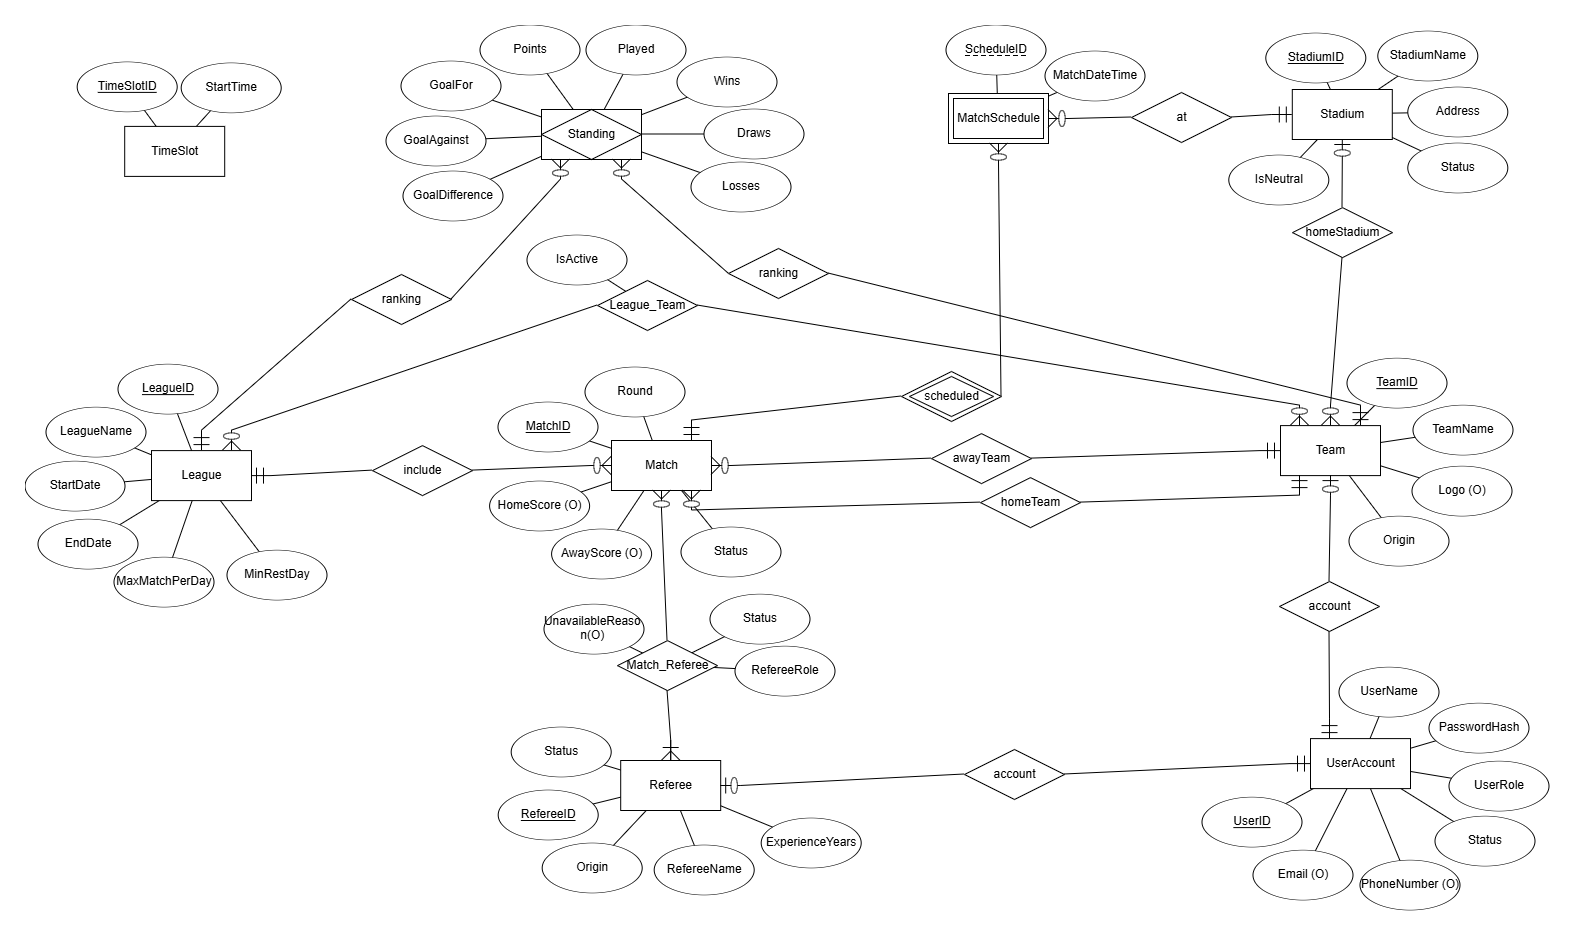 ScheduleID
Points
Played
StadiumID
StadiumName
MatchDateTime
Wins
GoalFor
TimeSlotID
StartTime
Address
Stadium
at
MatchSchedule
Draws
Standing
GoalAgainst
TimeSlot
Status
IsNeutral
Losses
GoalDifference
homeStadium
IsActive
ranking
ranking
League_Team
TeamID
LeagueID
Round
scheduled
MatchID
TeamName
LeagueName
Team
awayTeam
Match
include
League
StartDate
Logo (O)
homeTeam
HomeScore (O)
Origin
EndDate
AwayScore (O)
Status
MinRestDay
MaxMatchPerDay
account
Status
UnavailableReaso
n(O)
Match_Referee
RefereeRole
UserName
PasswordHash
Status
UserAccount
account
Referee
UserRole
RefereeID
UserID
Status
ExperienceYears
Origin
RefereeName
Email (O)
PhoneNumber (O)